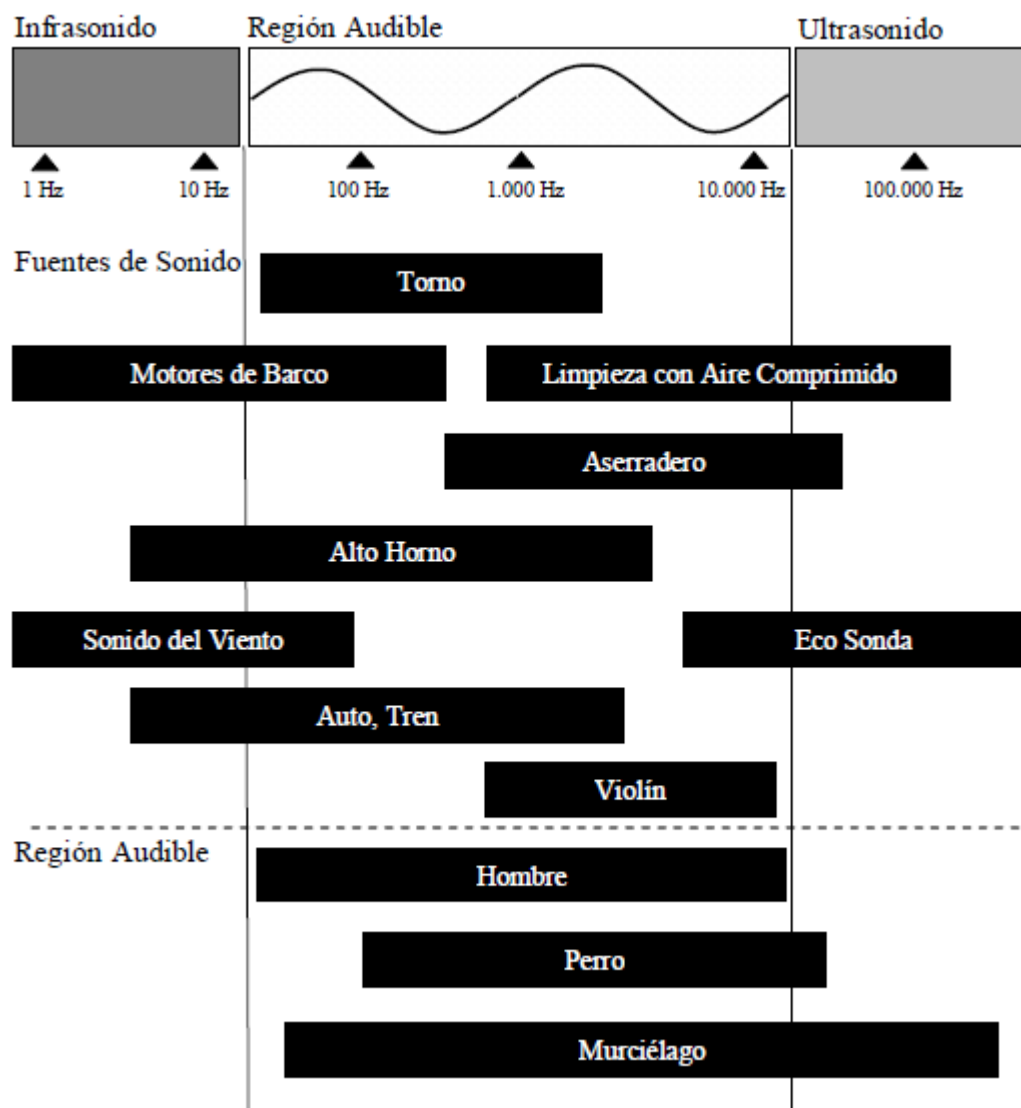 Infrasonido Región Audible Ultrasonido
1 Hz 10 Hz 100 Hz 1.000 Hz 10.000 Hz 100.000 Hz
Fuentes de Sonido
Torno
Motores de Barco Limpieza con Aire Comprimido
Aserradero
Alto Horno
Sonido del Viento Eco Sonda
Auto, Tren
Violín
Región Audible
Hombre
Perro
Murciélago